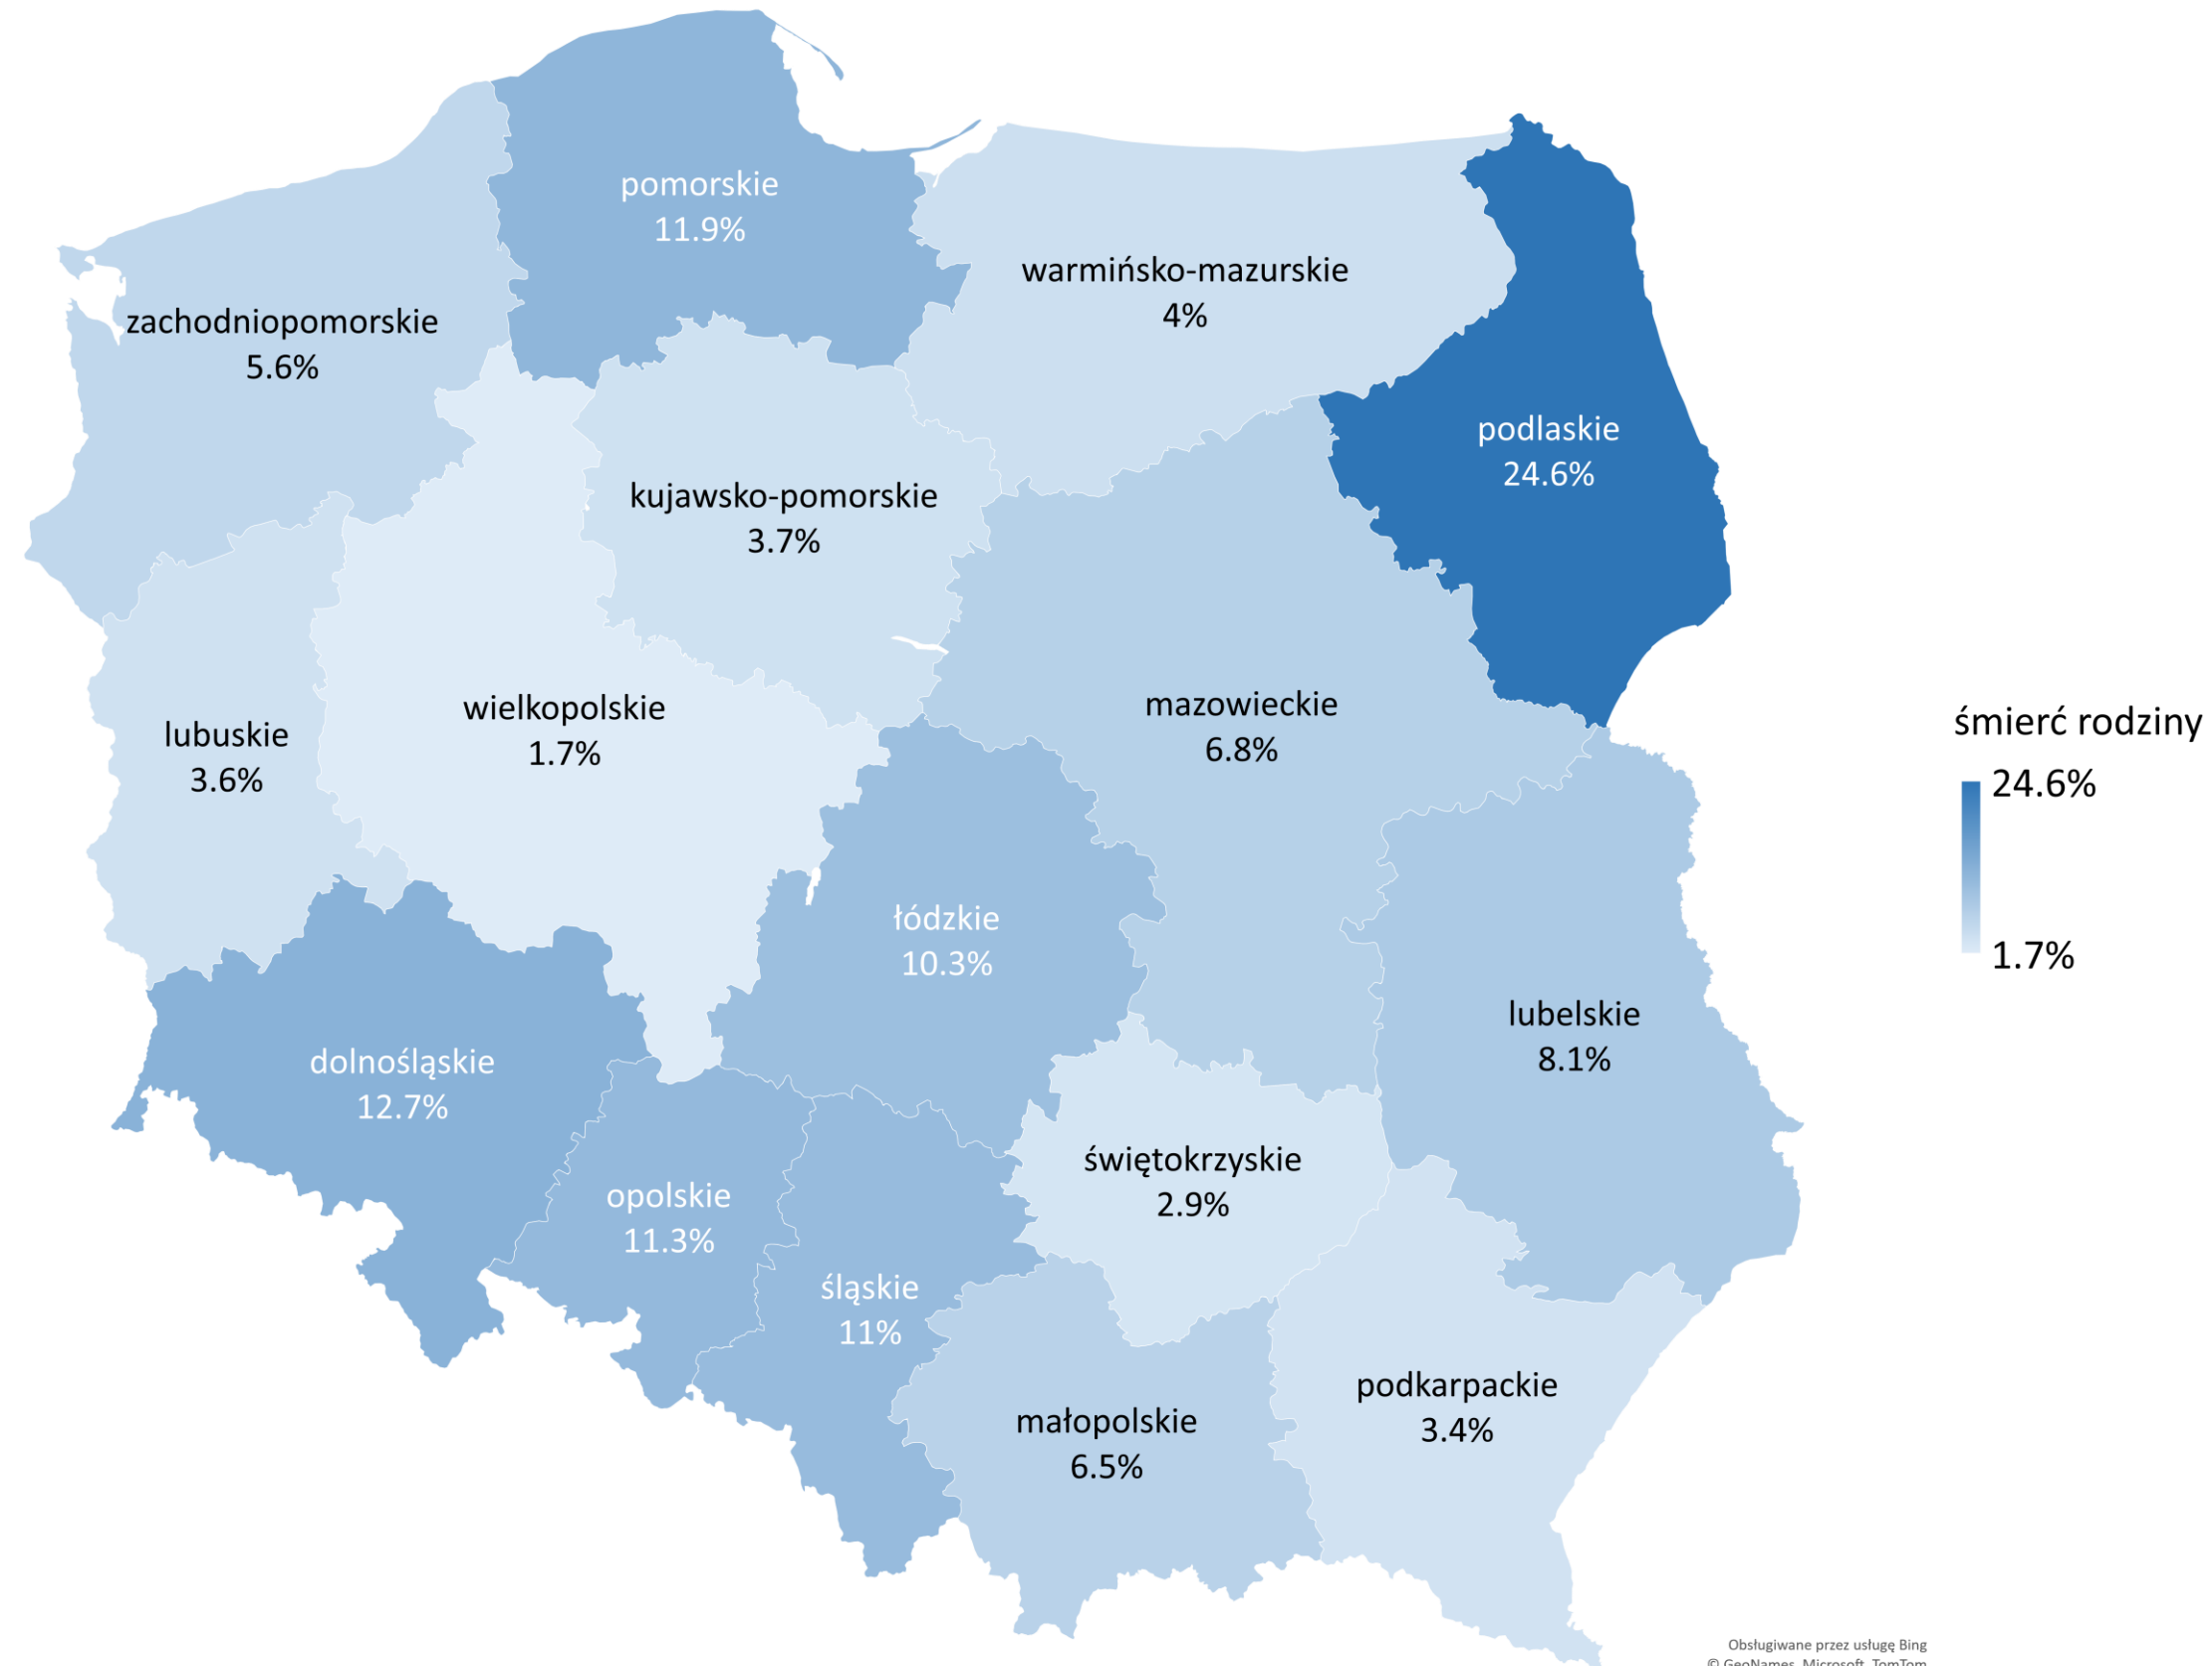 pomorskie
11.9%
warmińsko-mazurskie
4%
zachodniopomorskie
5.6%
podlaskie
24.6%
kujawsko-pomorskie
3.7%
wielkopolskie
1.7%
mazowieckie
6.8%
lubuskie
3.6%
śmierć rodziny
24.6%
1.7%
łódzkie
10.3%
lubelskie
8.1%
dolnośląskie
12.7%
świętokrzyskie
2.9%
opolskie
11.3%
śląskie
11%
podkarpackie
3.4%
małopolskie
6.5%
Obsługiwane przez usługę Bing
© GeoNames, Microsoft, TomTom